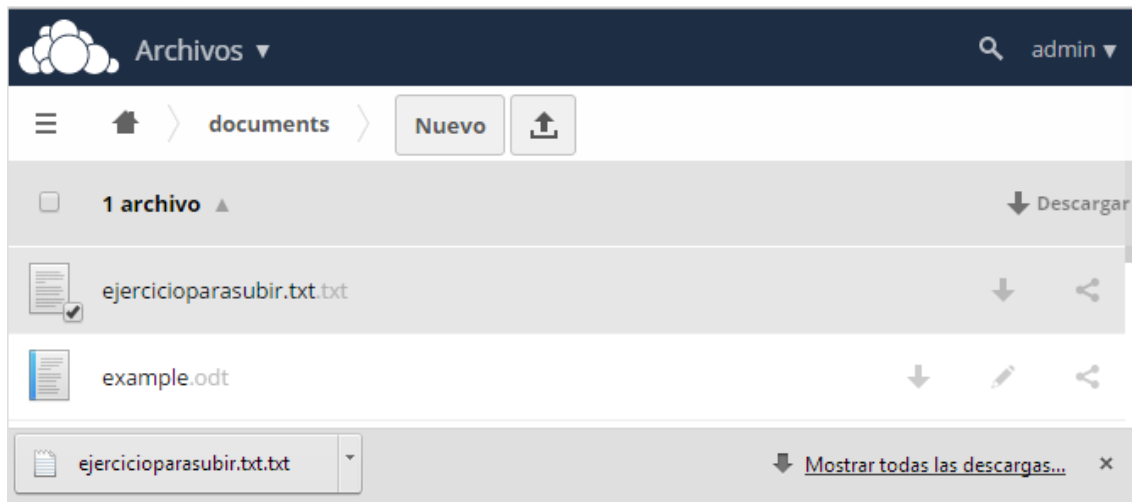 Archivos ▾ admin ▾
documents Nuevo
1 archivo ▲ Descargar
ejercicioparasubir.txt.txt
example.odt
ejercicioparasubir.txt.txt Mostrar todas las descargas... ×